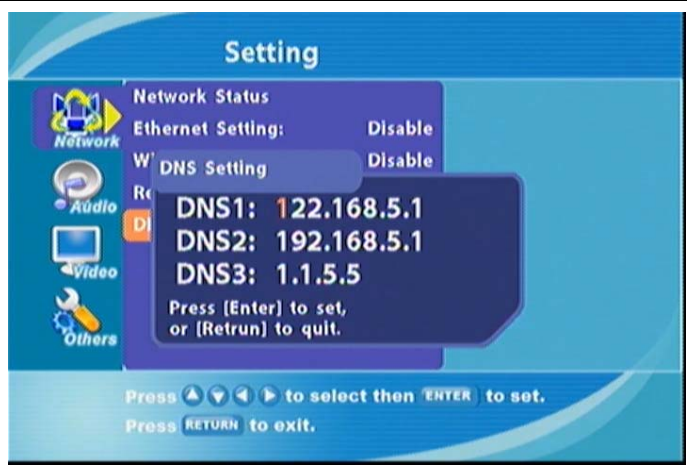 Setting
Network Status
Ethernet Setting: Disable
Disable
DNS Setting
DNS1: 122.168.5.1
DNS2: 192.168.5.1
DNS3: 1.1.5.5
Press [Enter] to set,
or [Retrun] to quit.
Network
Audio
Video
Others
Press to select then ENTER to set.
Press RETURN to exit.